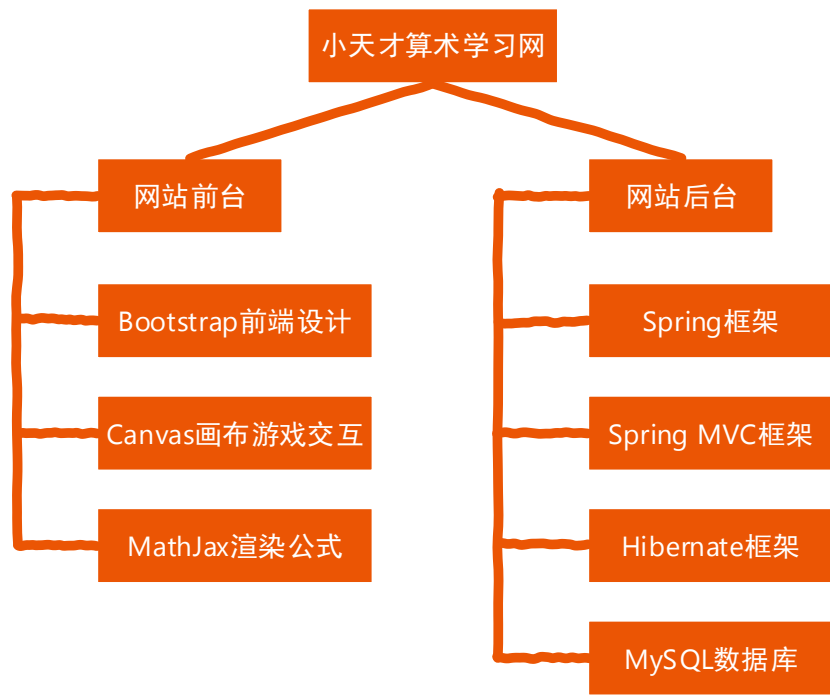 小天才算术学习网
网站前台
Bootstrap前端设计
Canvas画布游戏交互
MathJax渲染公式
网站后台
Spring框架
Spring MVC框架
Hibernate框架
MySQL数据库